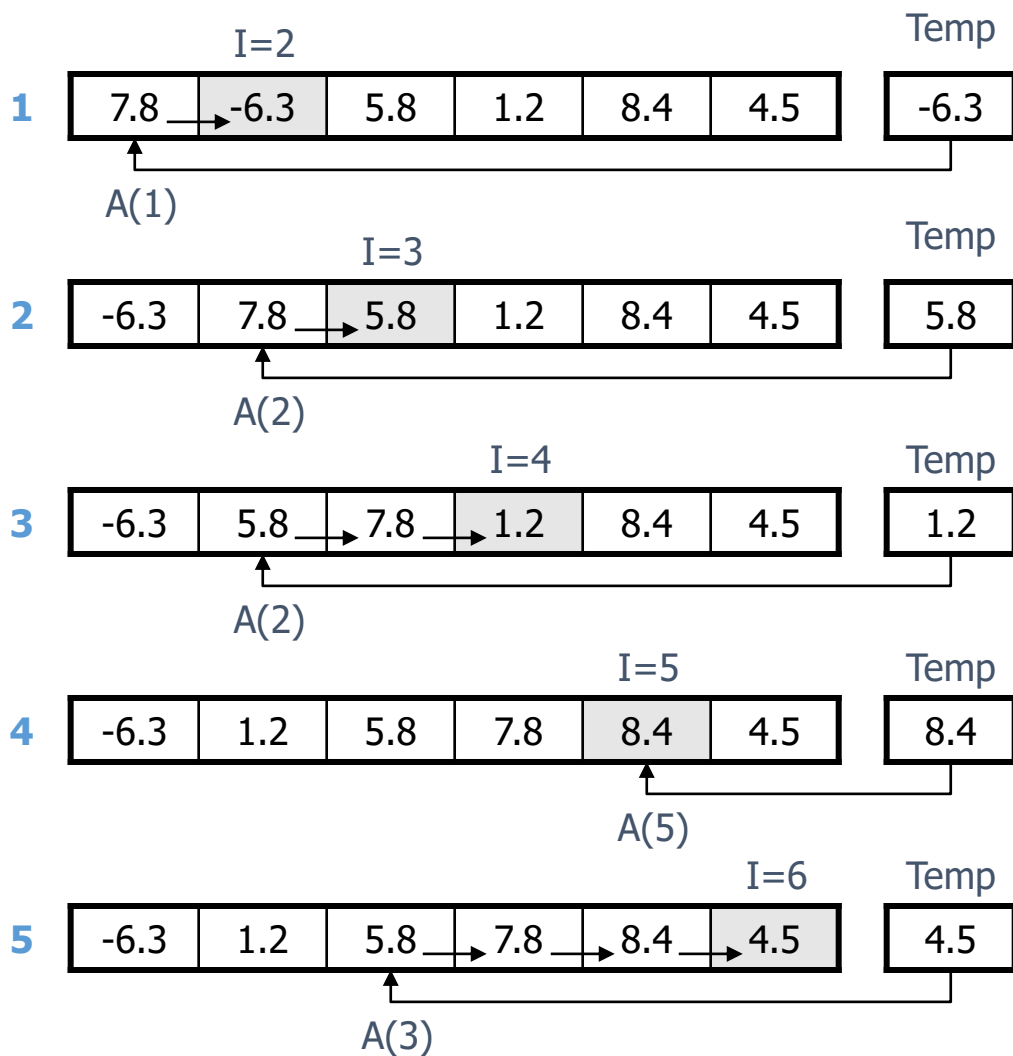 I=2 Temp
1 7.8 -6.3 5.8 1.2 8.4 4.5 -6.3
A(1)
I=3 Temp
2 -6.3 7.8 5.8 1.2 8.4 4.5 5.8
A(2)
I=4 Temp
3 -6.3 5.8 7.8 1.2 8.4 4.5 1.2
A(2)
I=5 Temp
4 -6.3 1.2 5.8 7.8 8.4 4.5 8.4
A(5)
I=6 Temp
5 -6.3 1.2 5.8 7.8 8.4 4.5 4.5
A(3)